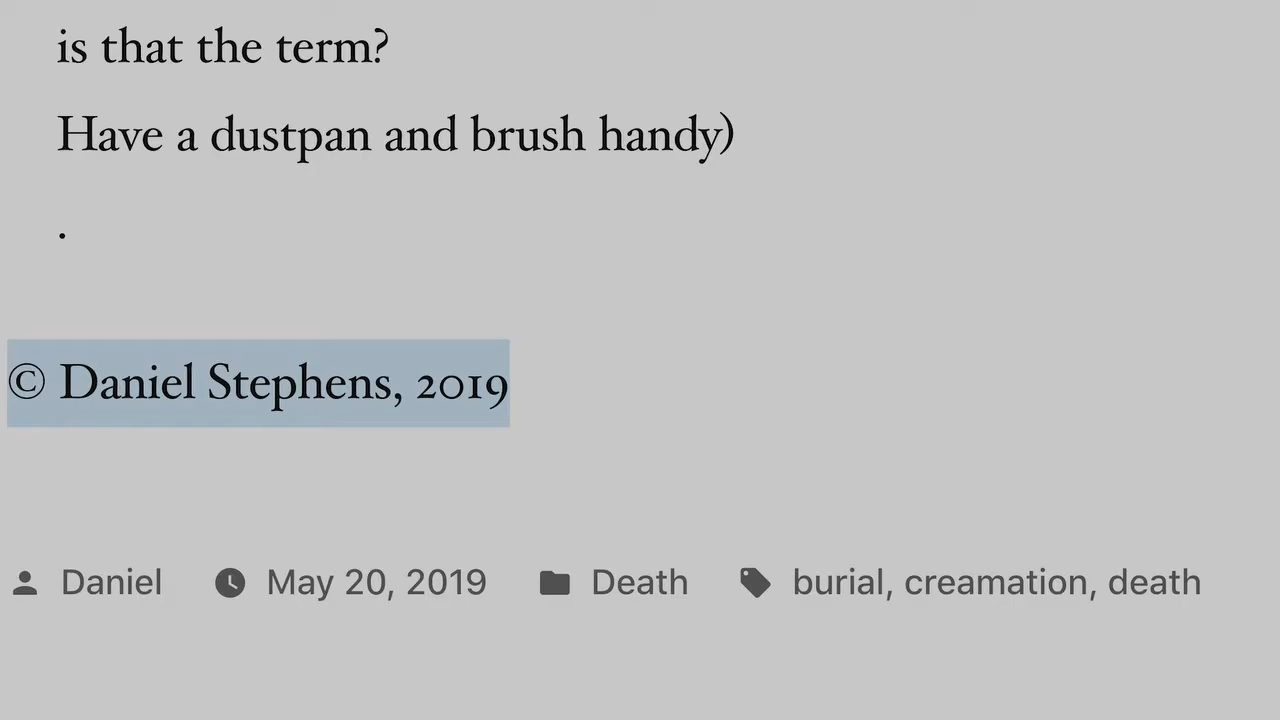 is that the term?
Have a dustpan and brush handy)
.
© Daniel Stephens, 2019
Daniel May 20, 2019 Death burial, creamation, death